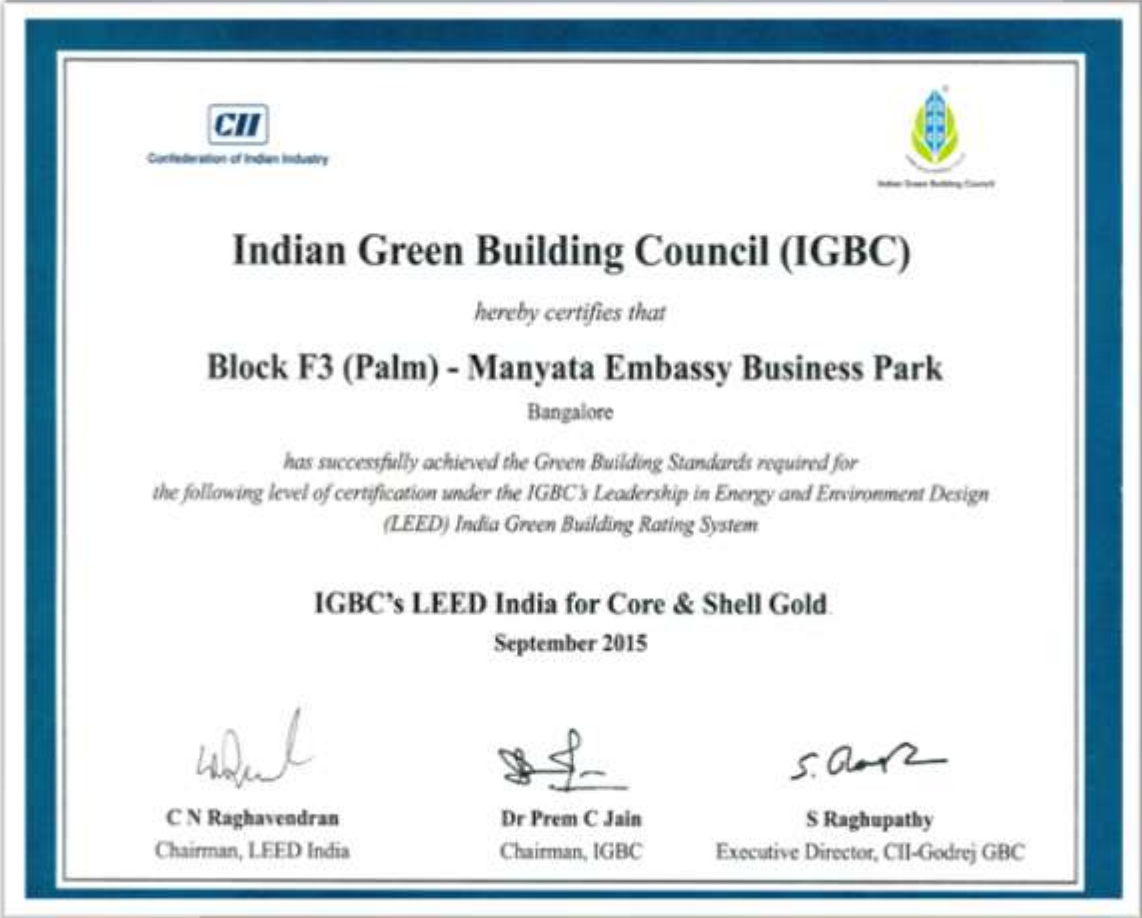 CII
Confederation of Indian Industry
Indian Green Building Council
Indian Green Building Council (IGBC)
hereby certifies that
Block F3 (Palm) - Manyata Embassy Business Park
Bangalore
has successfully achieved the Green Building Standards required for
the following level of certification under the IGBC's Leadership in Energy and Environment Design
(LEED) India Green Building Rating System
IGBC's LEED India for Core & Shell Gold
September 2015
S.
C N Raghavendran
Dr Prem C Jain
S Raghupathy
Chairman, LEED India
Chairman, IGBC
Executive Director, CII-Godrej GBC